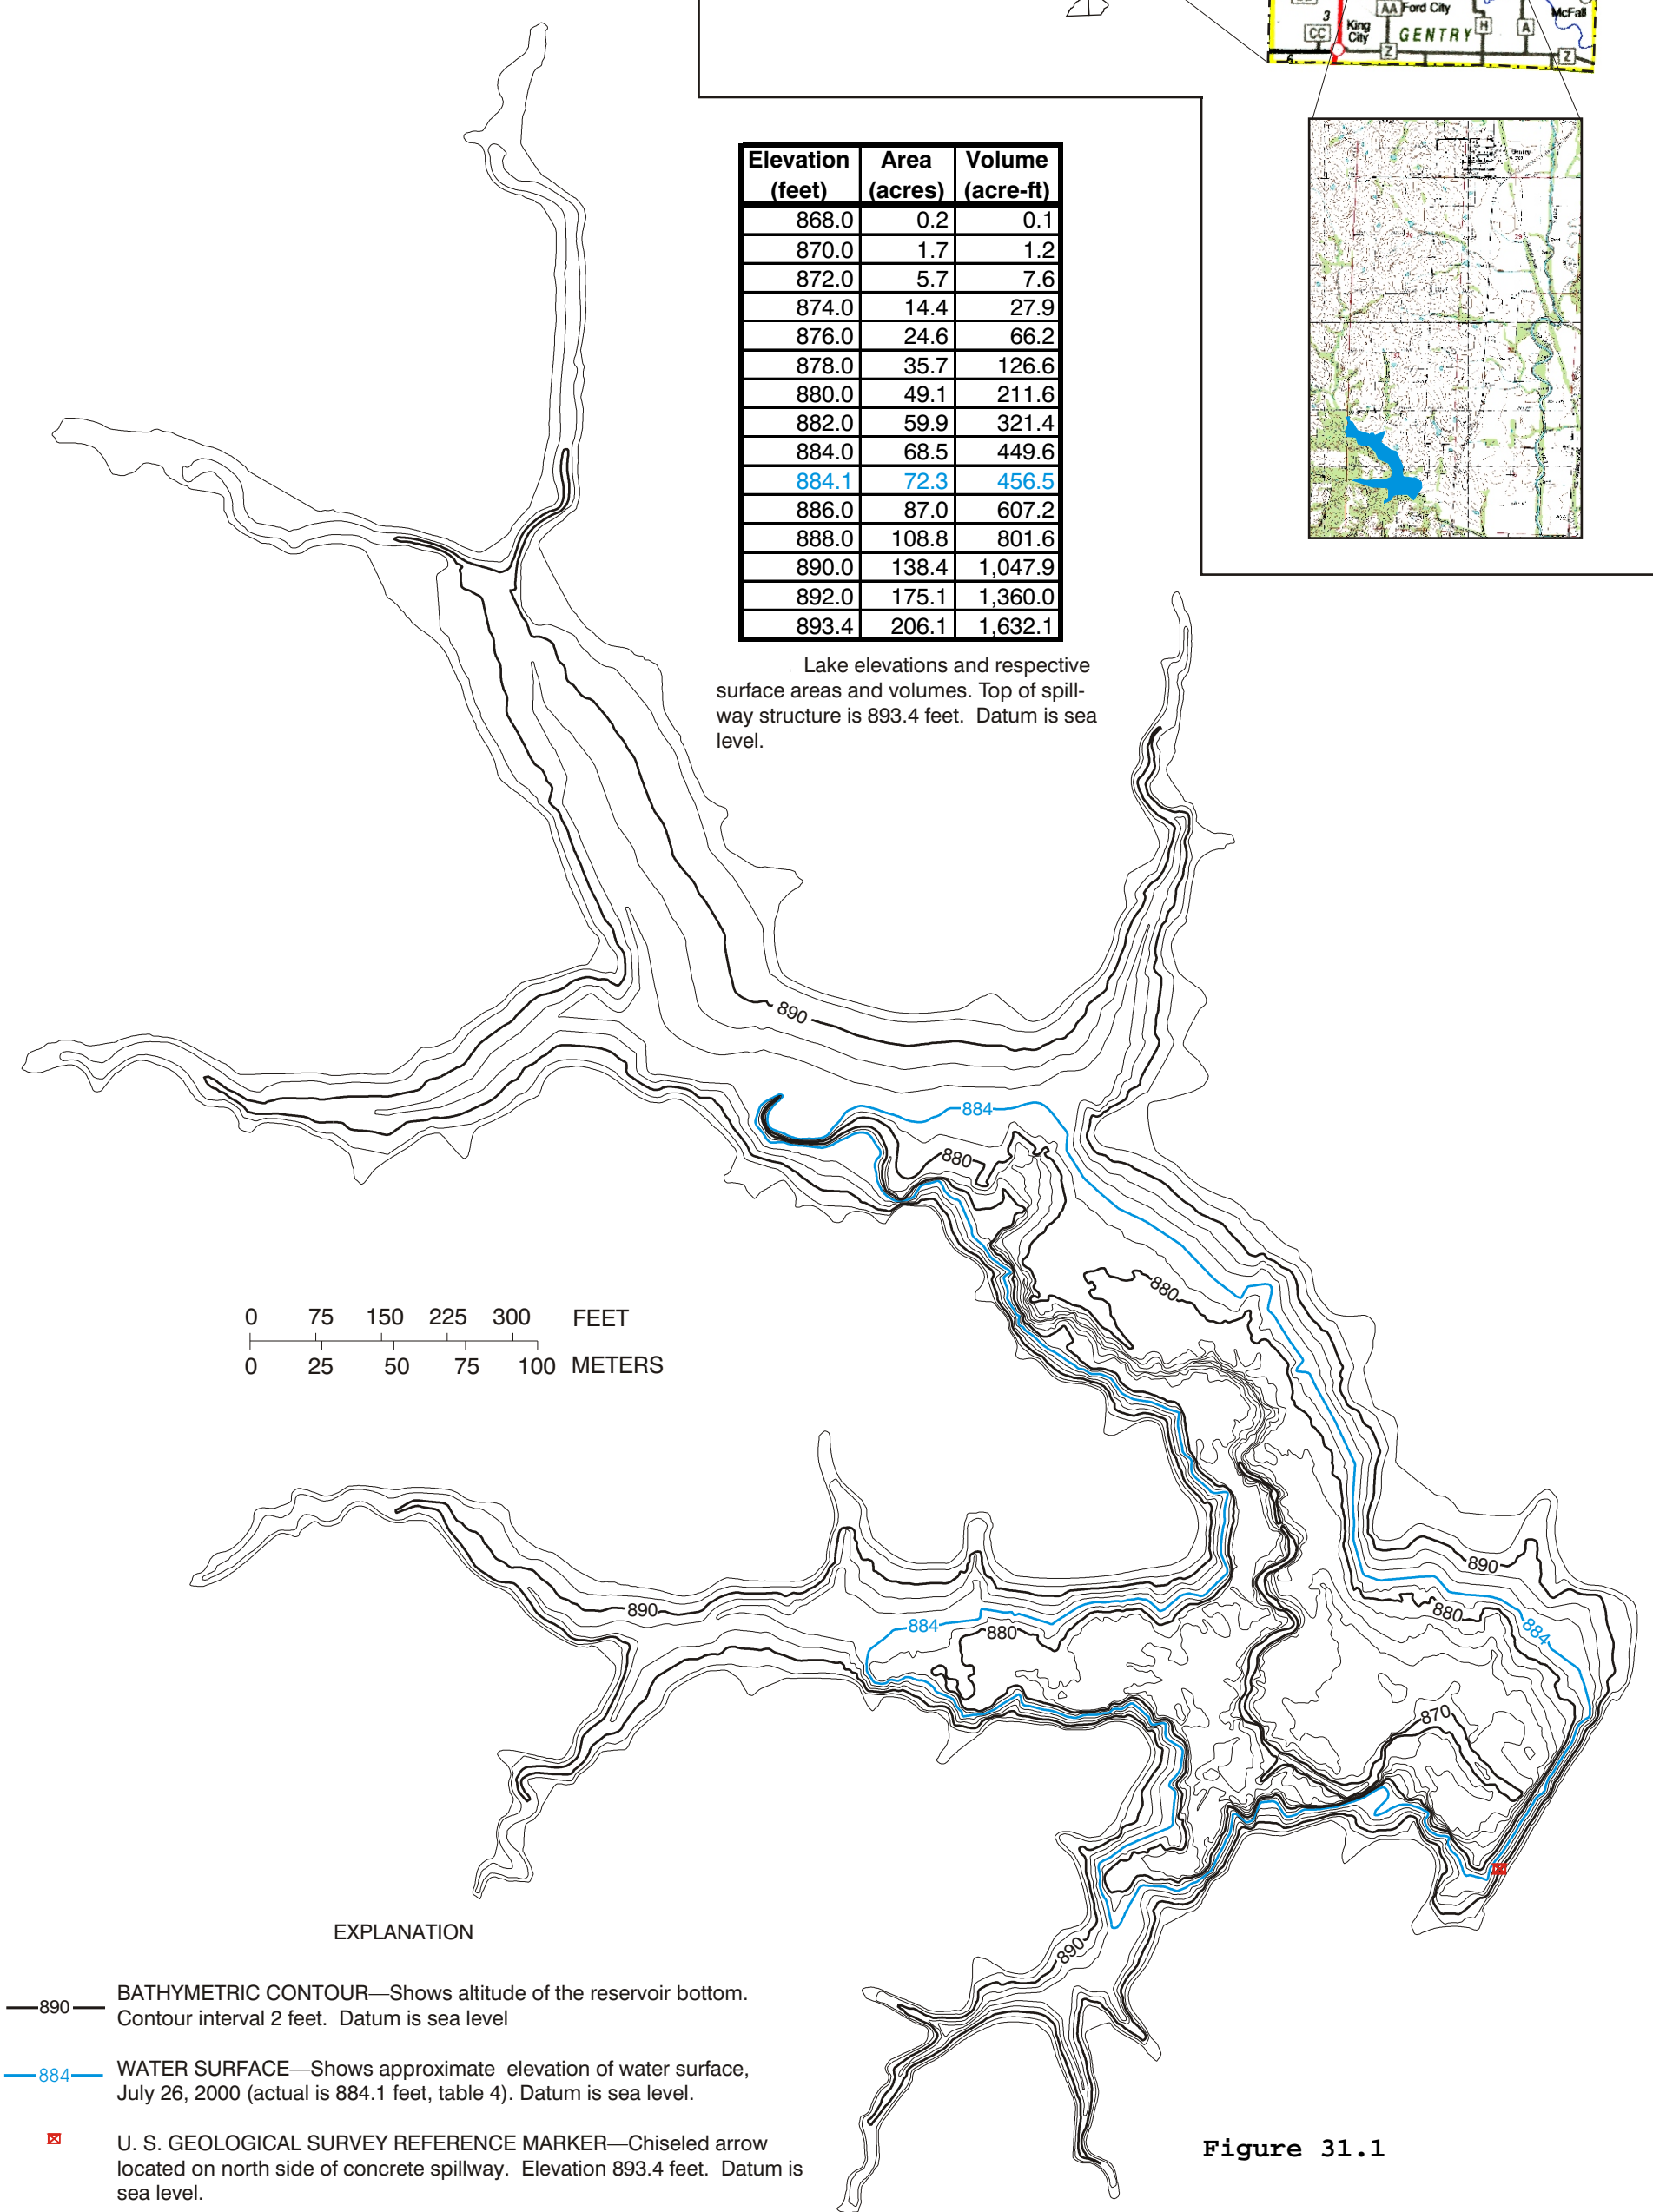 AA Ford City
McFall
3
King
City
CC
GENTRY
H
A
Z
Z
6
Elevation Area Volume
(feet) (acres) (acre-ft)
868.0 0.2 0.1
870.0 1.7 1.2
872.0 5.7 7.6
874.0 14.4 27.9
876.0 24.6 66.2
878.0 35.7 126.6
880.0 49.1 211.6
882.0 59.9 321.4
884.0 68.5 449.6
884.1 72.3 456.5
886.0 87.0 607.2
888.0 108.8 801.6
890.0 138.4 1,047.9
892.0 175.1 1,360.0
893.4 206.1 1,632.1
Lake elevations and respective
surface areas and volumes. Top of spill-
way structure is 893.4 feet. Datum is sea
level.
890
884
880
880
0 75 150 225 300 FEET
0 25 50 75 100 METERS
890
890
880
884
884
880
870
890
EXPLANATION
890 BATHYMETRIC CONTOUR—Shows altitude of the reservoir bottom.
Contour interval 2 feet. Datum is sea level
884 WATER SURFACE—Shows approximate elevation of water surface,
July 26, 2000 (actual is 884.1 feet, table 4). Datum is sea level.
U. S. GEOLOGICAL SURVEY REFERENCE MARKER—Chiseled arrow
located on north side of concrete spillway. Elevation 893.4 feet. Datum is
sea level.
Figure 31.1